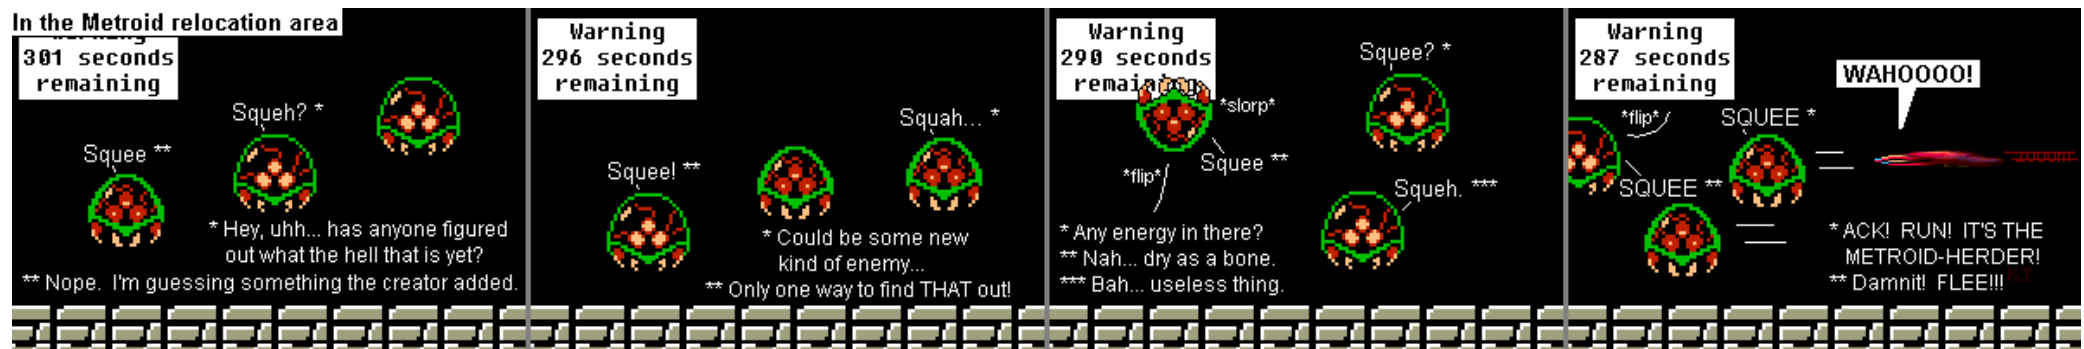 In the Metroid relocation area
Warning
301 seconds
remaining
Squeh? *
Squee **
* Hey, uhh... has anyone figured
out what the hell that is yet?
** Nope. I'm guessing something the creator added.
Warning
296 seconds
remaining
Squah... *
Squee! **
* Could be some new
kind of enemy...
** Only one way to find THAT out!
Warning
290 seconds
remaining
Squee? *
*slorp*
Squee **
*flip*
Squeh. ***
* Any energy in there?
** Nah... dry as a bone.
*** Bah... useless thing.
Warning
287 seconds
remaining
WAHOOOO!
*flip*
SQUEE *
SQUEE **
* ACK! RUN! IT'S THE
METROID-HERDER!
** Damnit! FLEE!!!